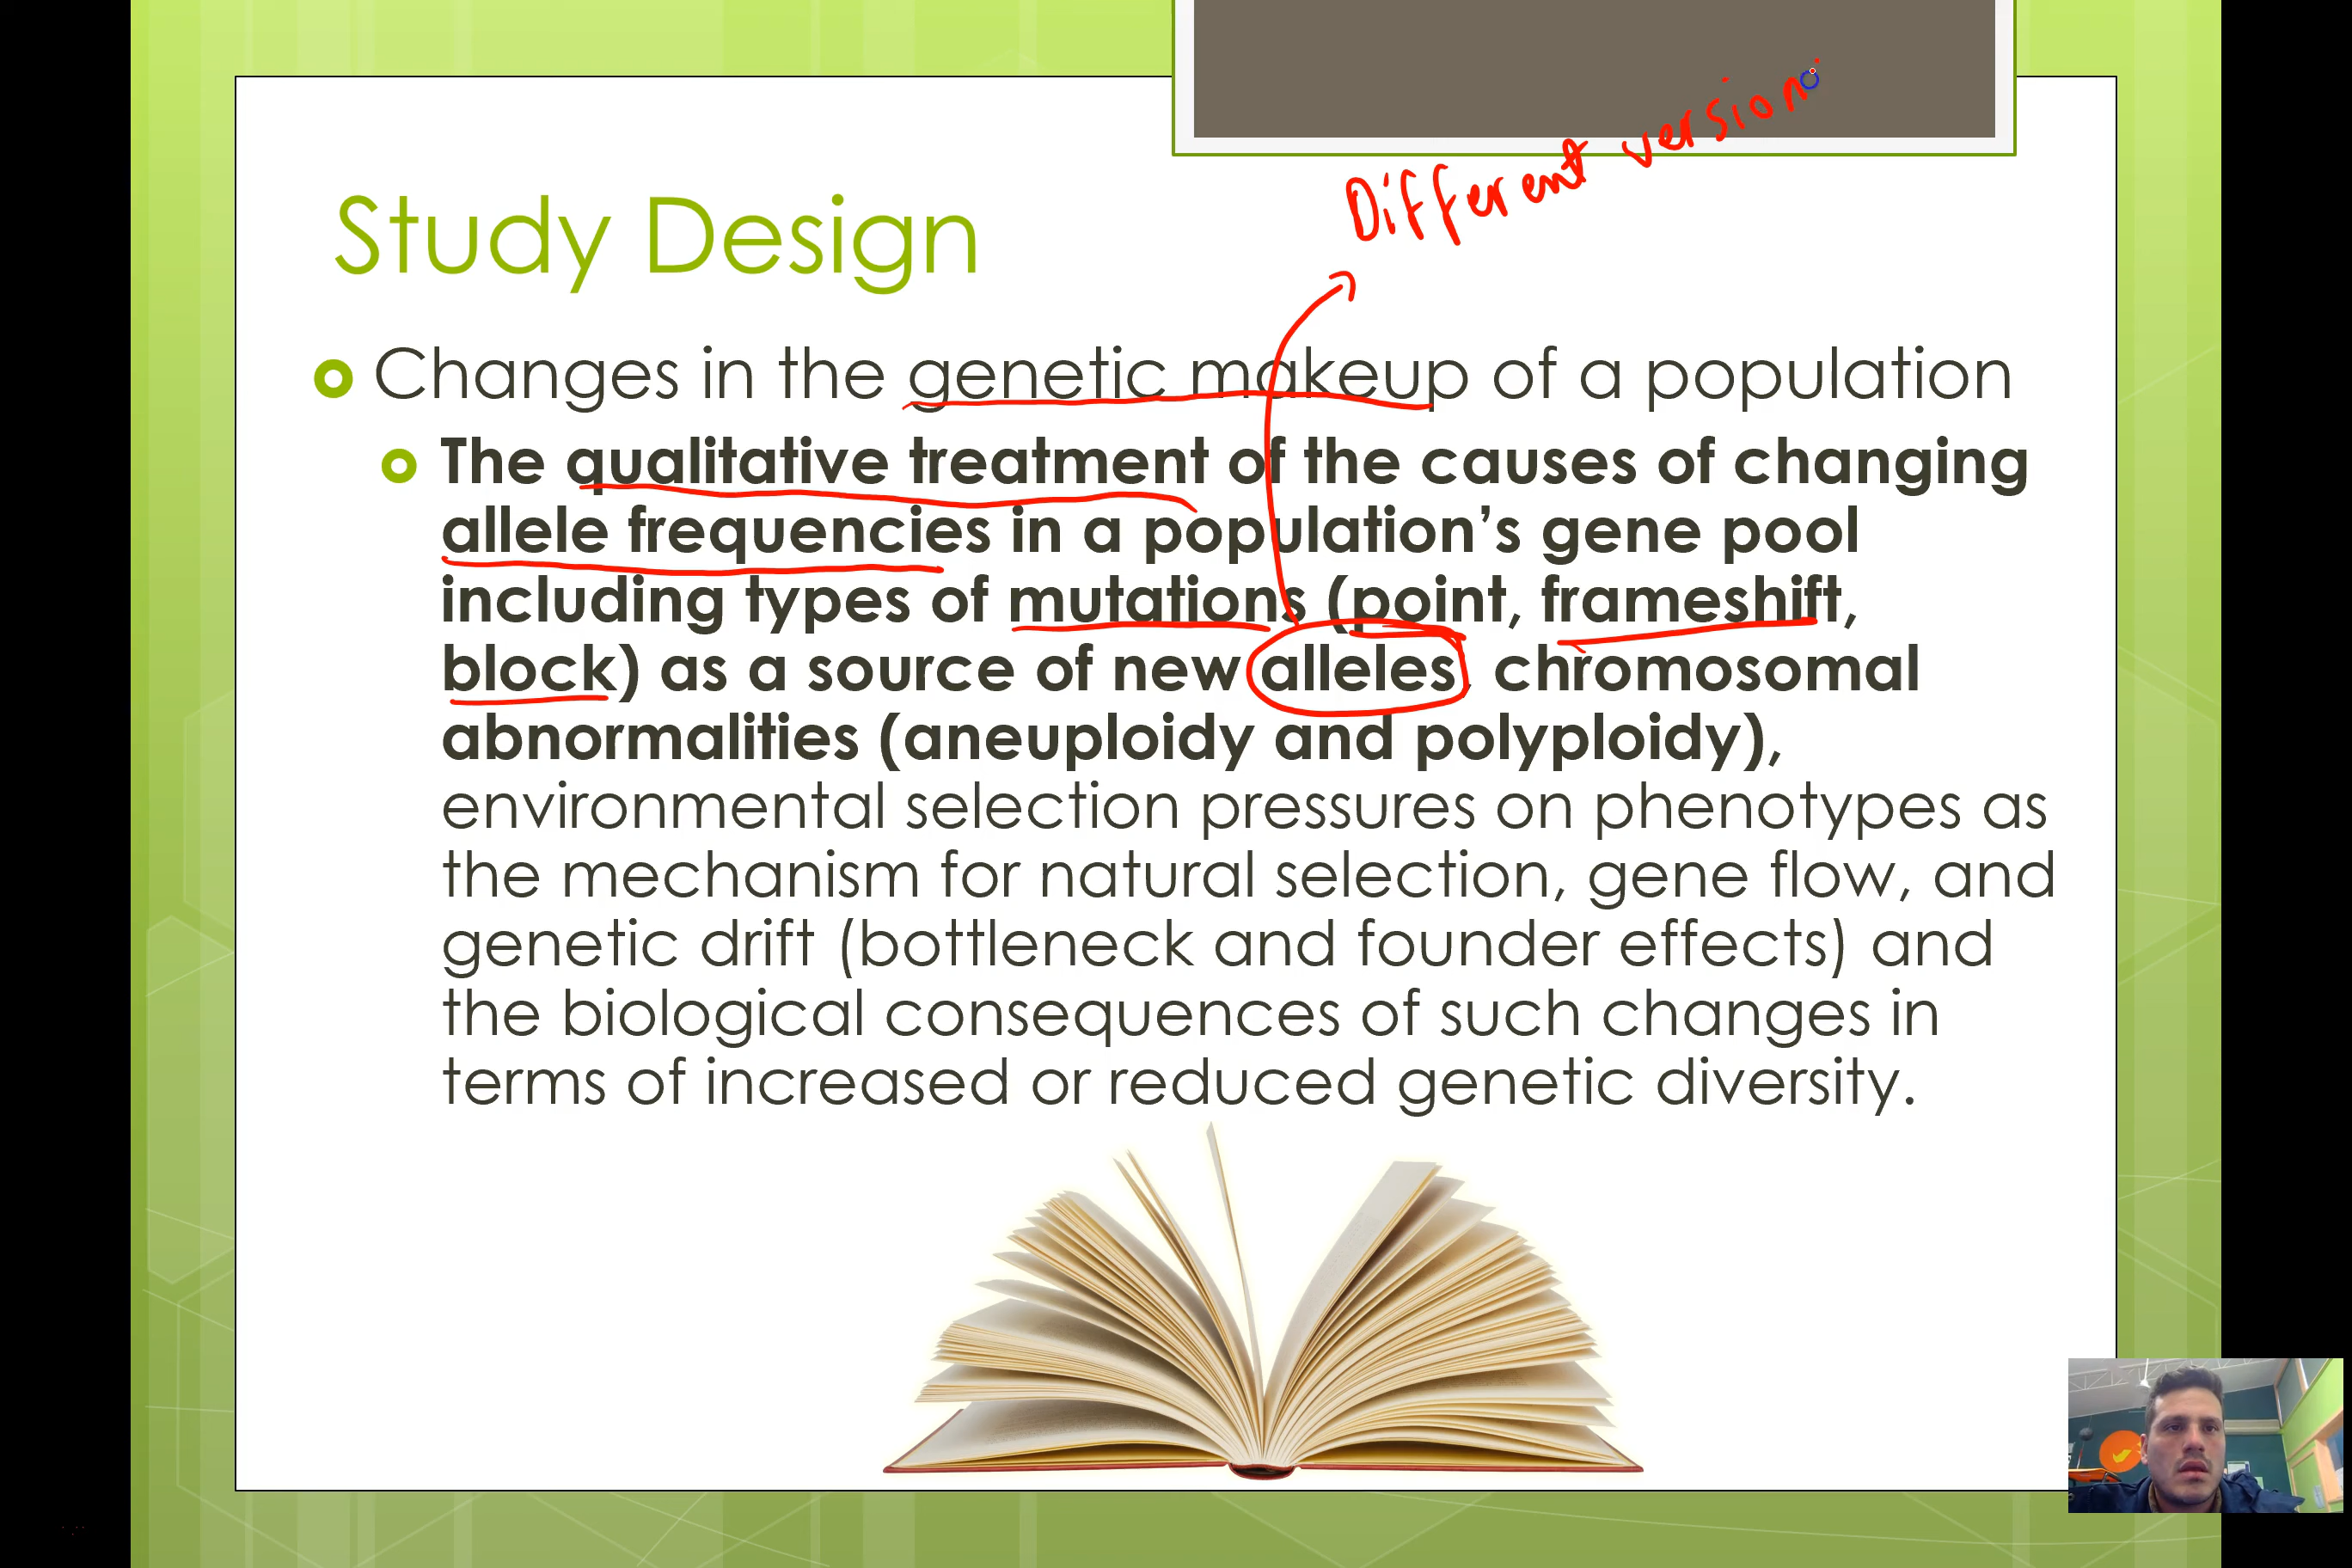 Different version
Study Design
Changes in the genetic makeup of a population
The qualitative treatment of the causes of changing
allele frequencies in a population’s gene pool
including types of mutations (point, frameshift,
block) as a source of new alleles, chromosomal
abnormalities (aneuploidy and polyploidy),
environmental selection pressures on phenotypes as
the mechanism for natural selection, gene flow, and
genetic drift (bottleneck and founder effects) and
the biological consequences of such changes in
terms of increased or reduced genetic diversity.